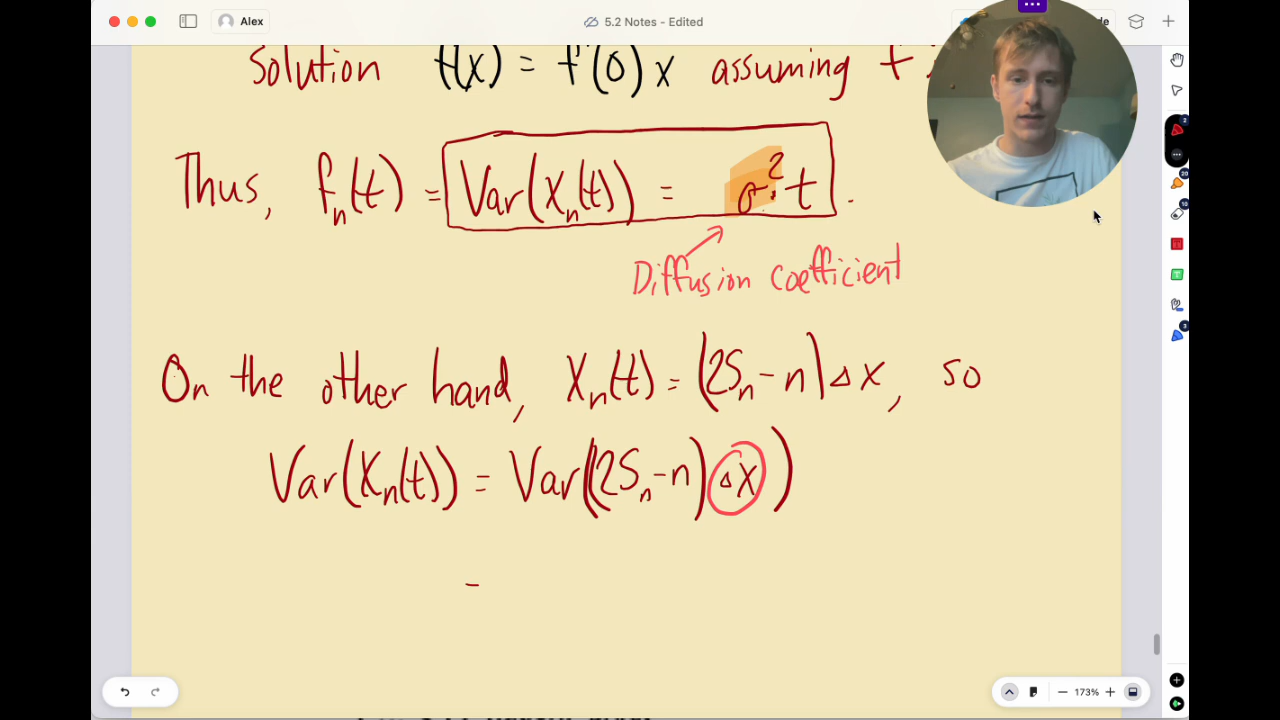 Alex
5.2 Notes - Edited
Solution f(x) = f'(0) x assuming f
Thus, fn(t) = Var(Xn(t)) = σ² t .
Diffusion coefficient
On the other hand, Xn(t) = (2Sn - n) Δx, so
Var(Xn(t)) = Var((2Sn - n) Δx)
173%